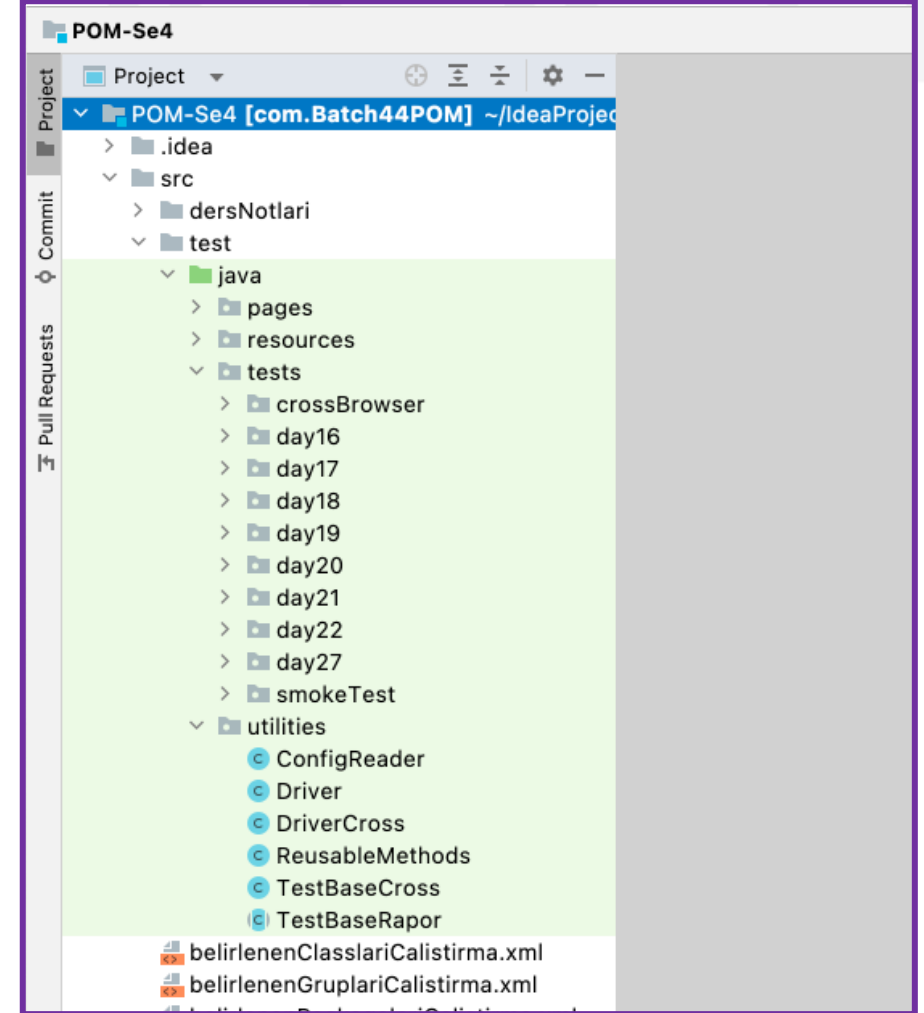 POM-Se4
Project
Commit
Pull Requests
Project
POM-Se4 [com.Batch44POM] ~/IdeaProjec
.idea
src
dersNotlari
test
java
pages
resources
tests
crossBrowser
day16
day17
day18
day19
day20
day21
day22
day27
smokeTest
utilities
ConfigReader
Driver
DriverCross
ReusableMethods
TestBaseCross
TestBaseRapor
belirlenenClasslariCalistirma.xml
belirlenenGruplariCalistirma.xml